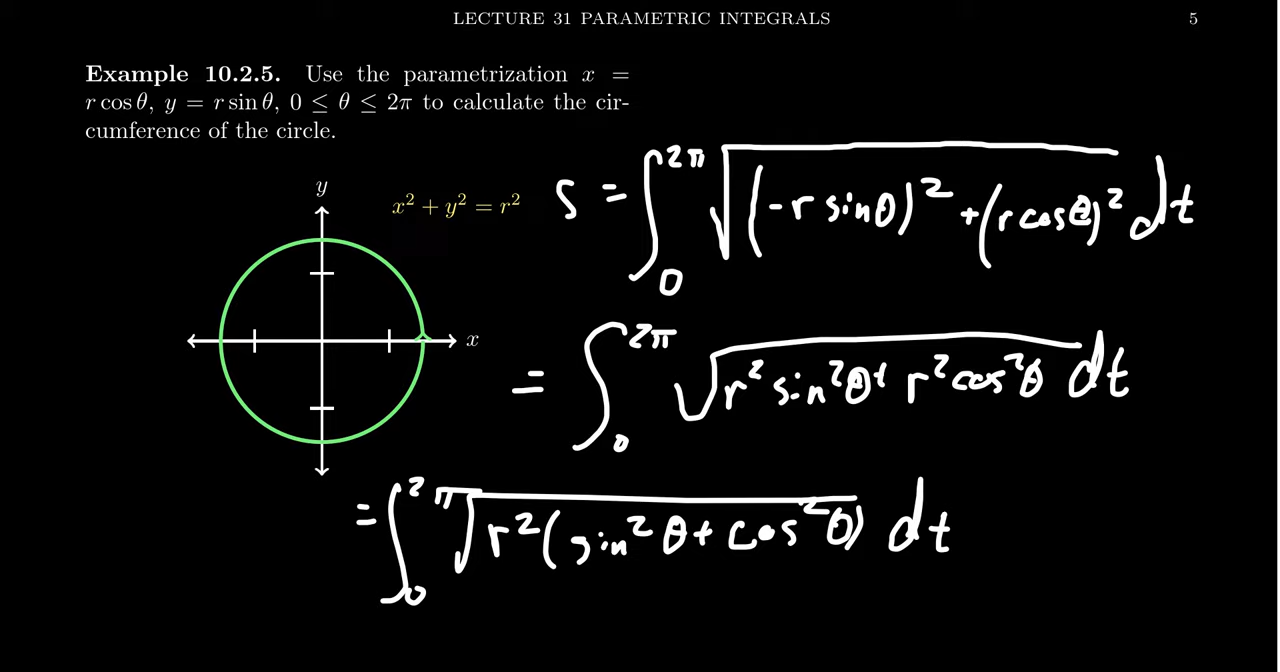 LECTURE 31 PARAMETRIC INTEGRALS 5
Example 10.2.5. Use the parametrization x =
r cos θ, y = r sin θ, 0 ≤ θ ≤ 2π to calculate the cir-
cumference of the circle.
y
x² + y² = r²
x
S = ∫₀^2π √((-r sinθ)² + (r cosθ)²) dt
= ∫₀^2π √(r² sin²θ + r² cos²θ) dt
= ∫₀^2π √(r² (sin²θ + cos²θ)) dt